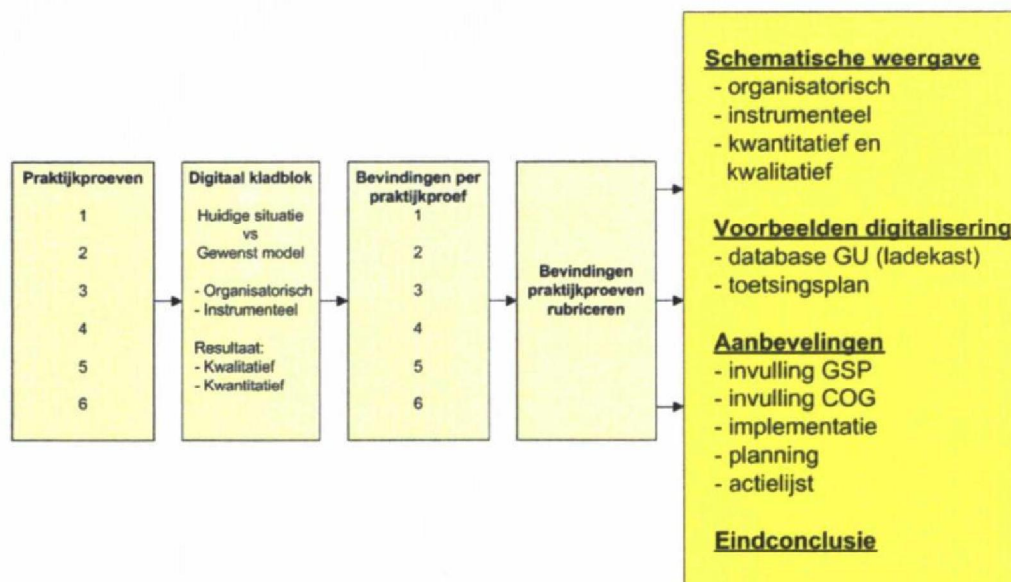 Praktijkproeven
1
2
3
4
5
6
Digitaal kladblok
Huidige situatie
vs
Gewenst model
- Organisatorisch
- Instrumenteel
Resultaat:
- Kwalitatief
- Kwantitatief
Bevindingen per
praktijkproef
1
2
3
4
5
6
Bevindingen
praktijkproeven
rubriceren
Schematische weergave
- organisatorisch
- instrumenteel
- kwantitatief en
kwalitatief
Voorbeelden digitalisering
- database GU (ladekast)
- toetsingsplan
Aanbevelingen
- invulling GSP
- invulling COG
- implementatie
- planning
- actielijst
Eindconclusie